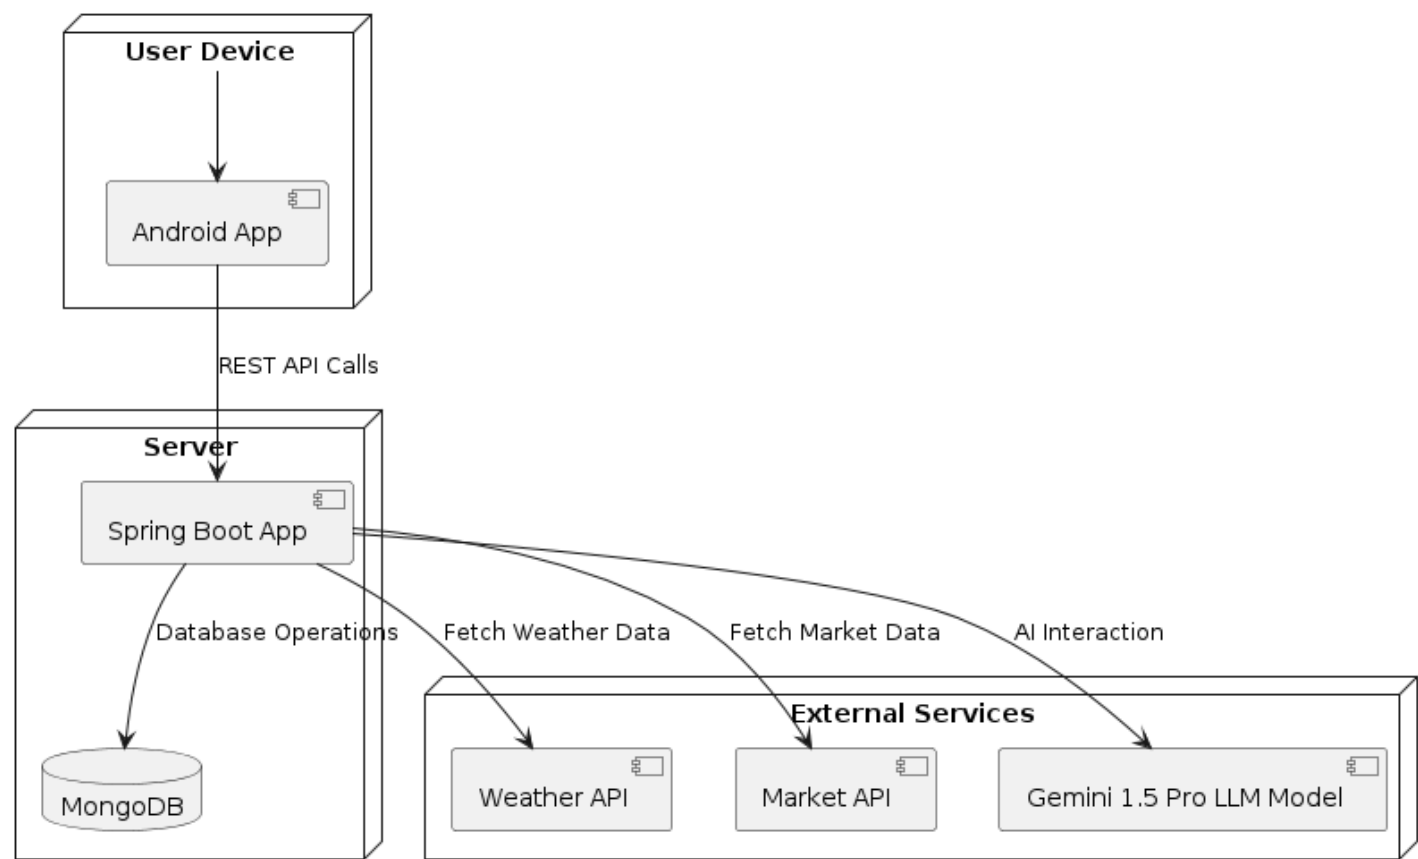 User Device
Android App
REST API Calls
Server
Spring Boot App
Database Operations
Fetch Weather Data
Fetch Market Data
AI Interaction
External Services
MongoDB
Weather API
Market API
Gemini 1.5 Pro LLM Model